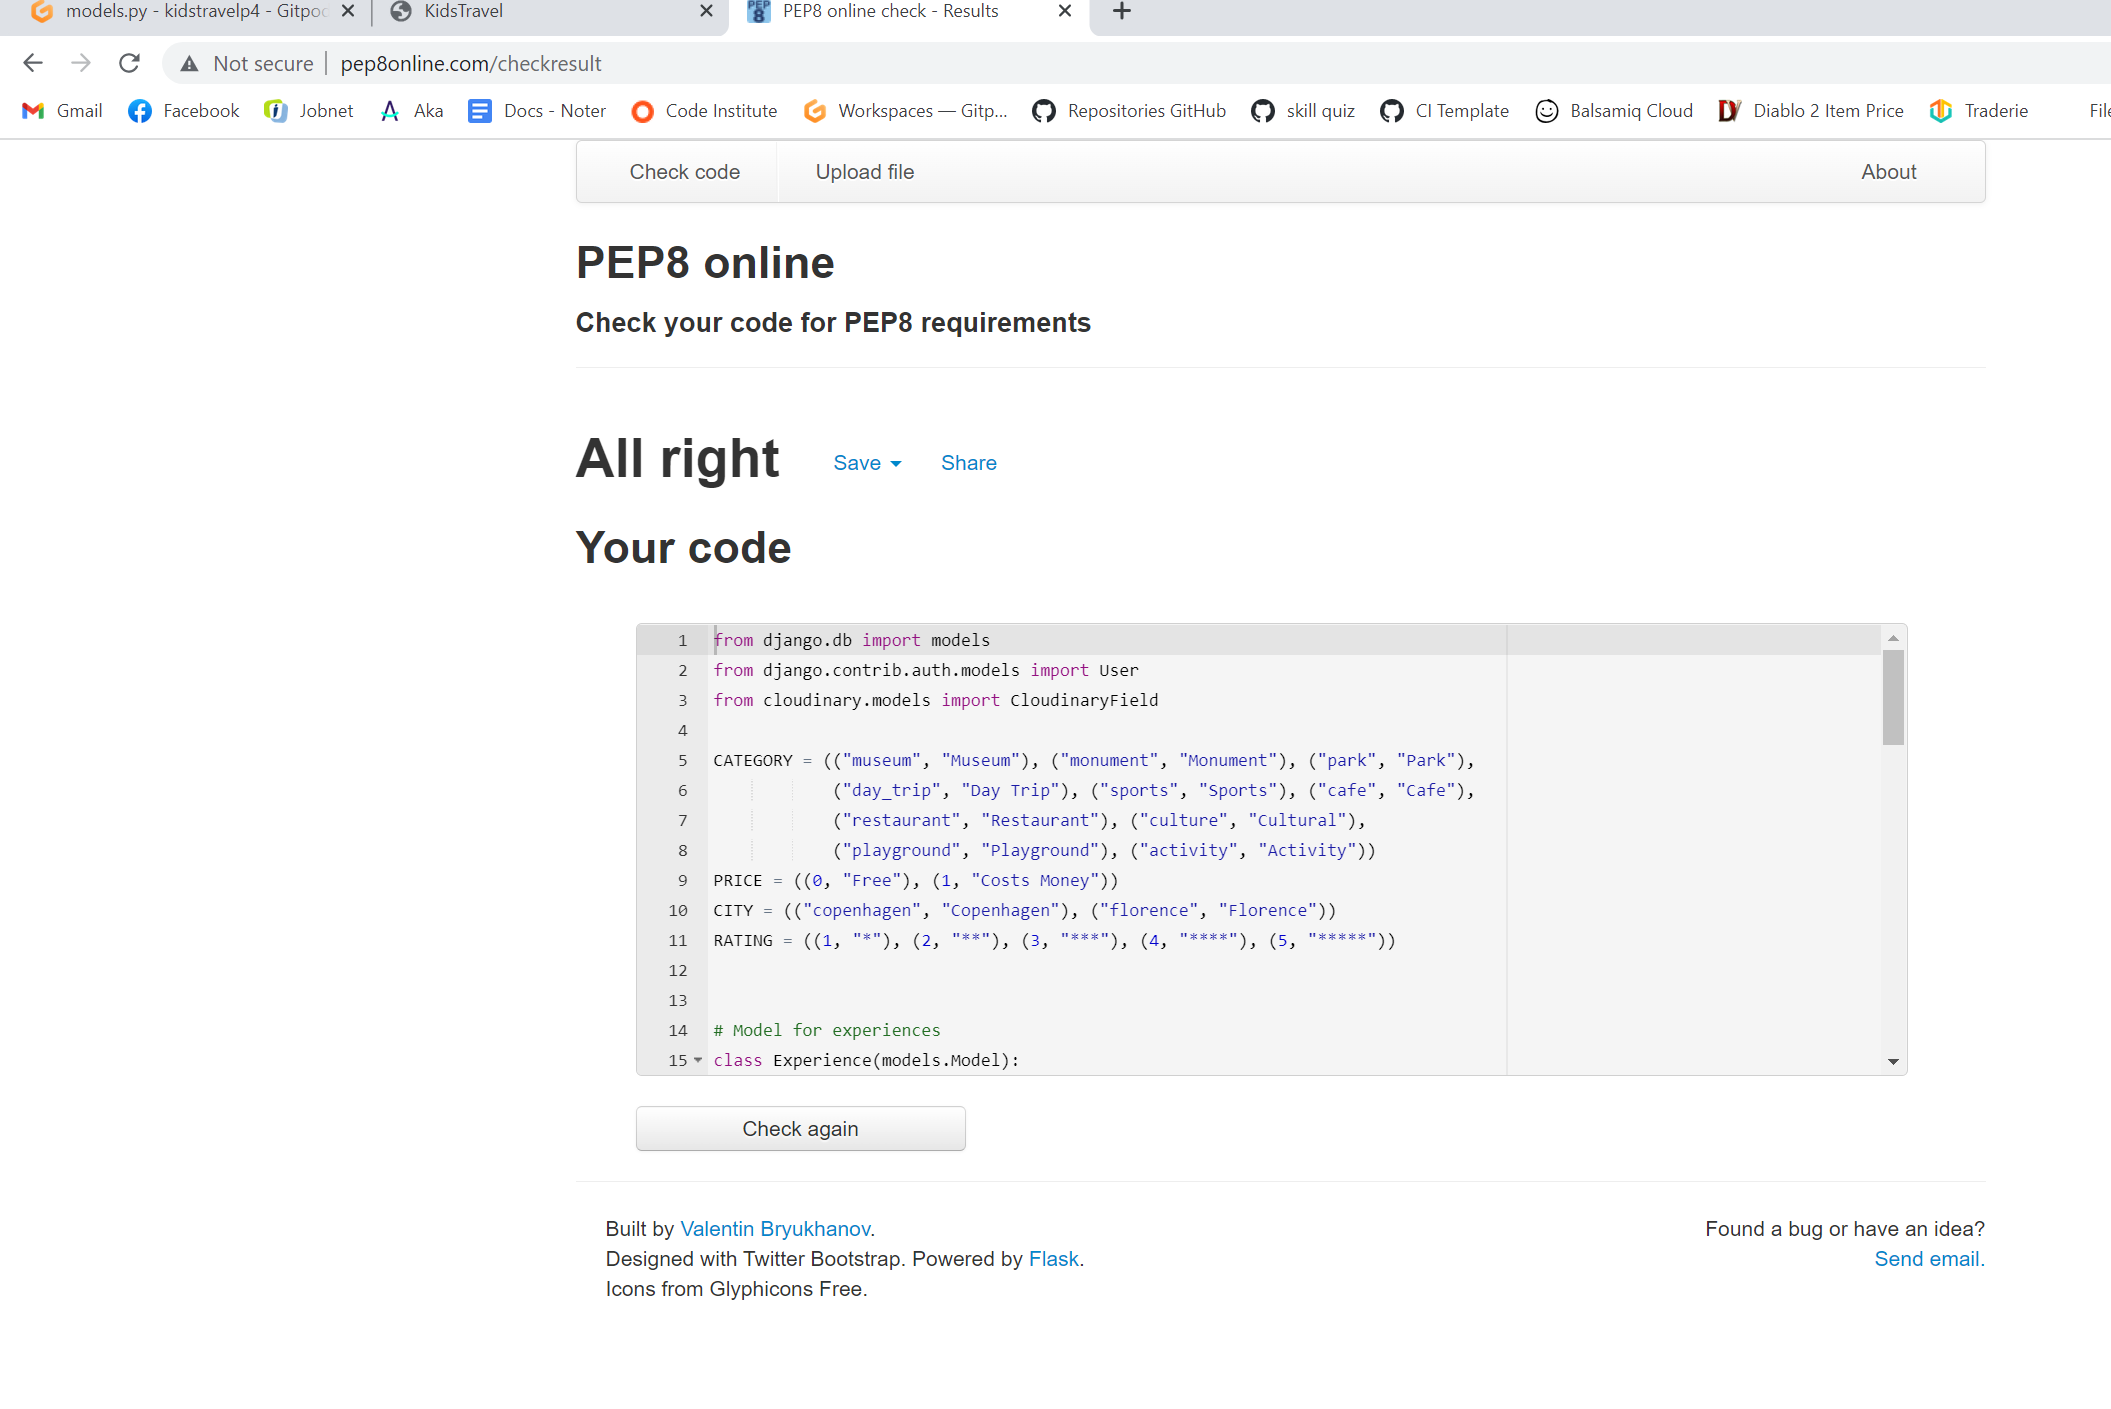 models.py - kidstravelp4 - Gitpod KidsTravel PEP8 online check - Results
Not secure pep8online.com/checkresult
Gmail Facebook Jobnet Aka Docs - Noter Code Institute Workspaces — Gitp... Repositories GitHub skill quiz CI Template Balsamiq Cloud Diablo 2 Item Price Traderie File
Check code Upload file About
PEP8 online
Check your code for PEP8 requirements
All right Save Share
Your code
1 from django.db import models
2 from django.contrib.auth.models import User
3 from cloudinary.models import CloudinaryField
4
5 CATEGORY = (("museum", "Museum"), ("monument", "Monument"), ("park", "Park"),
6 ("day_trip", "Day Trip"), ("sports", "Sports"), ("cafe", "Cafe"),
7 ("restaurant", "Restaurant"), ("culture", "Cultural"),
8 ("playground", "Playground"), ("activity", "Activity"))
9 PRICE = ((0, "Free"), (1, "Costs Money"))
10 CITY = (("copenhagen", "Copenhagen"), ("florence", "Florence"))
11 RATING = ((1, "*"), (2, "**"), (3, "***"), (4, "****"), (5, "*****"))
12
13
14 # Model for experiences
15 class Experience(models.Model):
Check again
Built by Valentin Bryukhanov.
Designed with Twitter Bootstrap. Powered by Flask.
Icons from Glyphicons Free.
Found a bug or have an idea?
Send email.